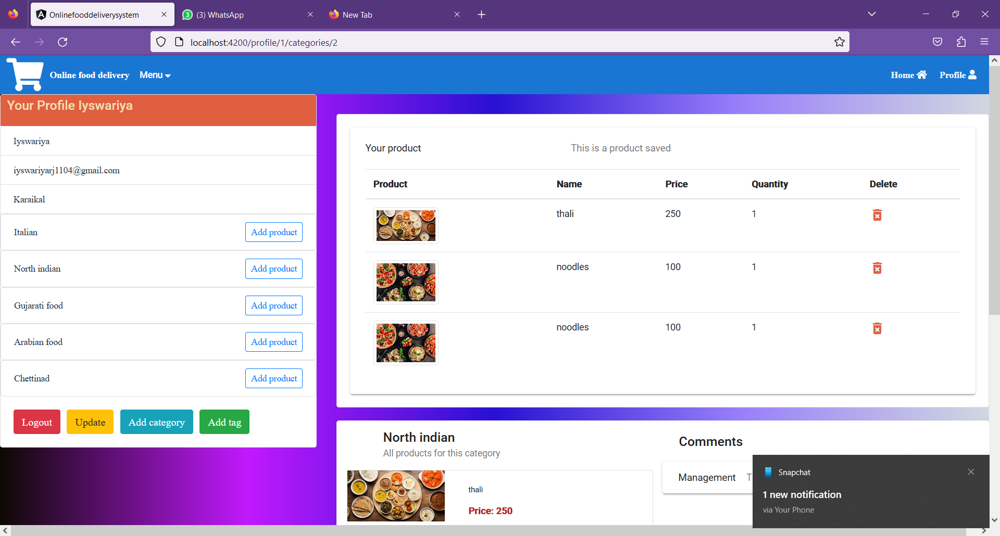 Onlinefooddeliverysystem
3 (3) WhatsApp
New Tab
localhost:4200/profile/1/categories/2
Online food delivery Menu
Home Profile
Your Profile Iyswariya
Iyswariya
iyswariyarj1104@gmail.com
Karaikal
Italian Add product
North indian Add product
Gujarati food Add product
Arabian food Add product
Chettinad Add product
Logout Update Add category Add tag
Your product This is a product saved
Product Name Price Quantity Delete
thali 250 1
noodles 100 1
noodles 100 1
North indian
All products for this category
thali
Price: 250
Comments
Management T
Snapchat
1 new notification
via Your Phone